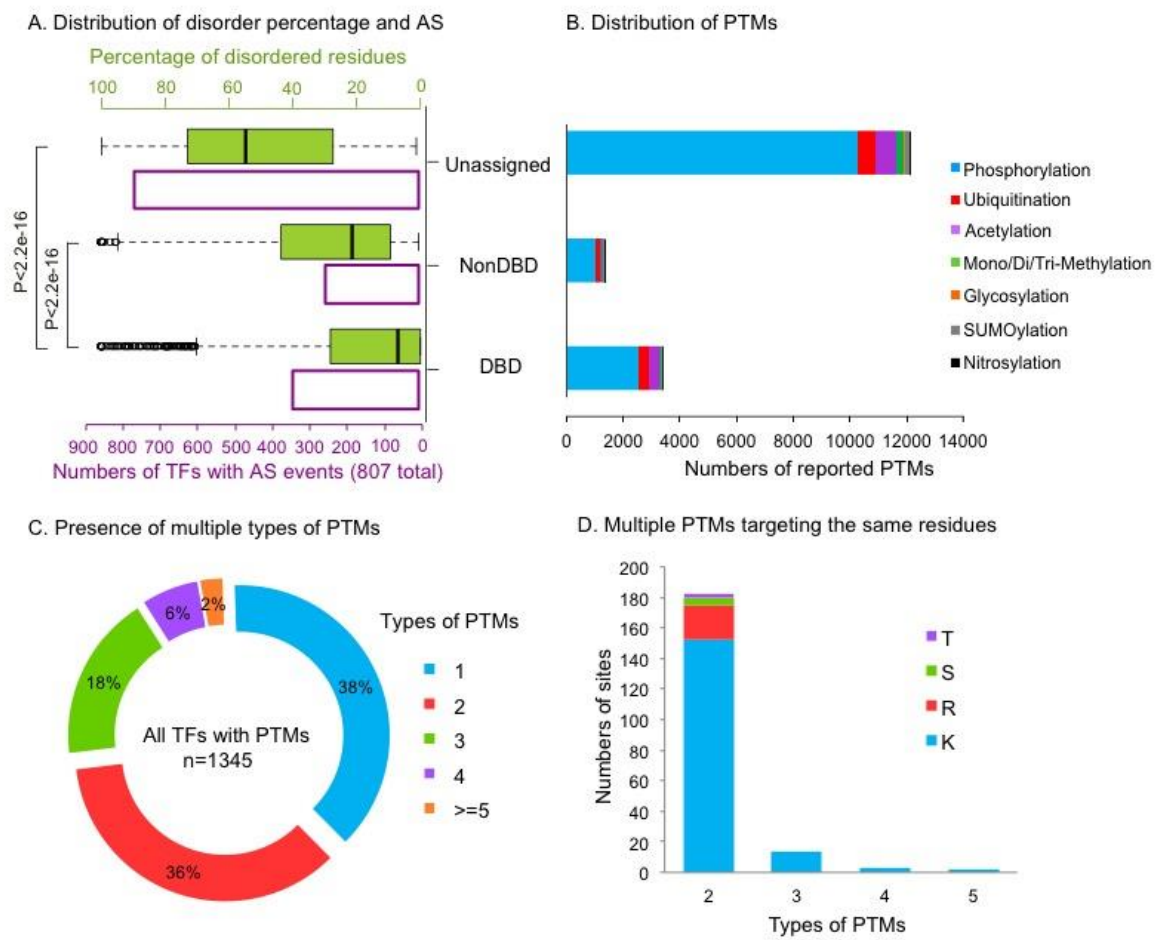 A. Distribution of disorder percentage and AS
Percentage of disordered residues
100 80 60 40 20 0
Unassigned
NonDBD
DBD
P<2.2e-16
P<2.2e-16
900 800 700 600 500 400 300 200 100 0
Numbers of TFs with AS events (807 total)
B. Distribution of PTMs
Phosphorylation
Ubiquitination
Acetylation
Mono/Di/Tri-Methylation
Glycosylation
SUMOylation
Nitrosylation
0 2000 4000 6000 8000 10000 12000 14000
Numbers of reported PTMs
C. Presence of multiple types of PTMs
2%
6%
18%
38%
36%
All TFs with PTMs
n=1345
Types of PTMs
1
2
3
4
>=5
D. Multiple PTMs targeting the same residues
200
180
160
140
120
100
80
60
40
20
0
Numbers of sites
T
S
R
K
2 3 4 5
Types of PTMs